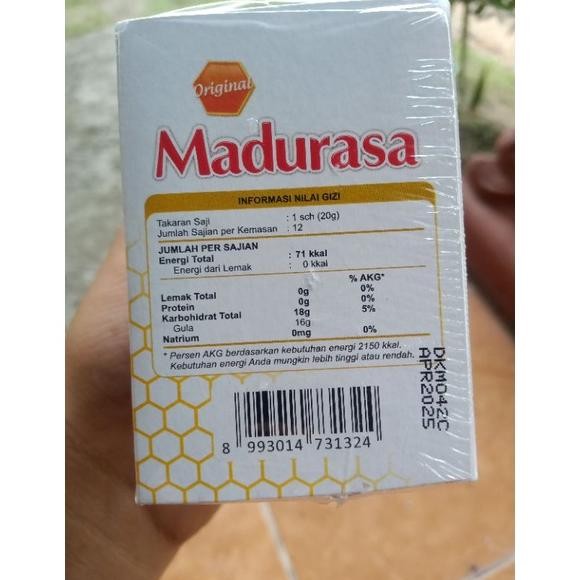 Original
Madurasa
INFORMASI NILAI GIZI
Takaran Saji : 1 sch (20g)
Jumlah Sajian per Kemasan : 12
JUMLAH PER SAJIAN
Energi Total : 71 kkal
Energi dari Lemak : 0 kkal
% AKG*
Lemak Total 0g 0%
Protein 0g 0%
Karbohidrat Total 18g 5%
Gula 16g
Natrium 0mg 0%
* Persen AKG berdasarkan kebutuhan energi 2150 kkal.
Kebutuhan energi Anda mungkin lebih tinggi atau rendah.
DKM042C
APR2025
8 993014 731324